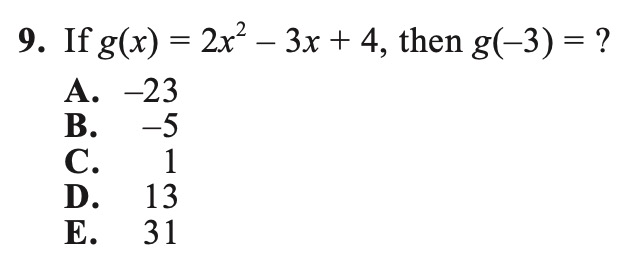 9. If g(x) = 2x² – 3x + 4, then g(–3) = ?
A. –23
B. –5
C. 1
D. 13
E. 31